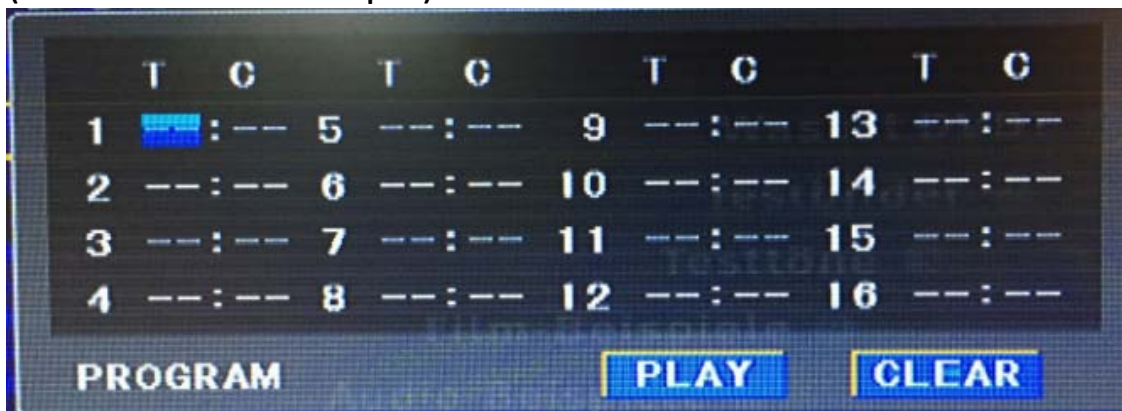 T C T C T C T C
1 --:-- 5 --:-- 9 --:-- 13 --:--
2 --:-- 6 --:-- 10 --:-- 14 --:--
3 --:-- 7 --:-- 11 --:-- 15 --:--
4 --:-- 8 --:-- 12 --:-- 16 --:--
PROGRAM PLAY CLEAR